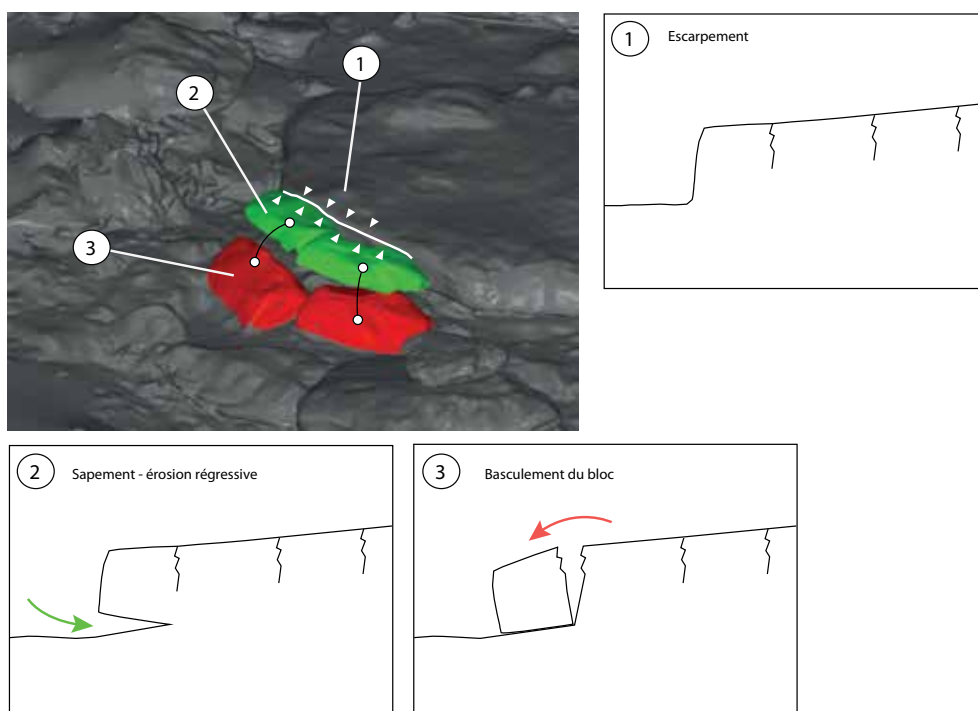 1
2
3
1 Escarpement
2 Sapement - érosion régressive
3 Basculement du bloc